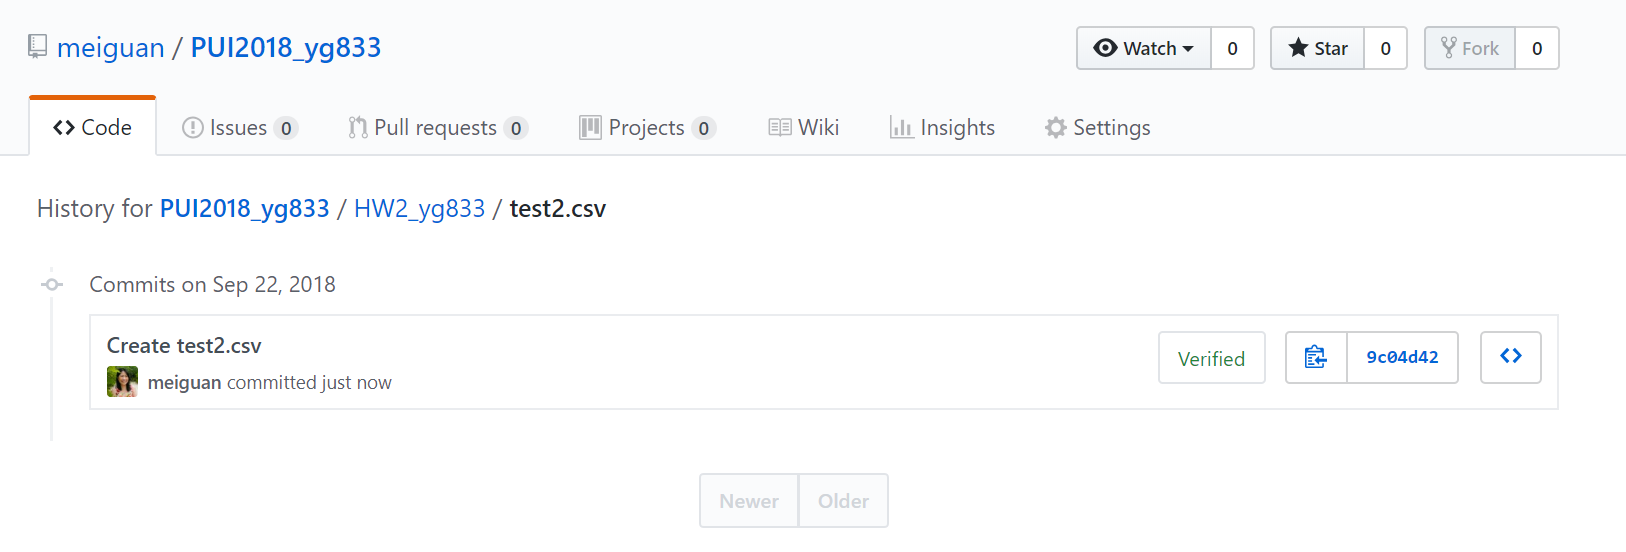 meiguan / PUI2018_yg833
Watch 0 Star 0 Fork 0
Code Issues 0 Pull requests 0 Projects 0 Wiki Insights Settings
History for PUI2018_yg833 / HW2_yg833 / test2.csv
Commits on Sep 22, 2018
Create test2.csv
meiguan committed just now
Verified 9c04d42
Newer Older